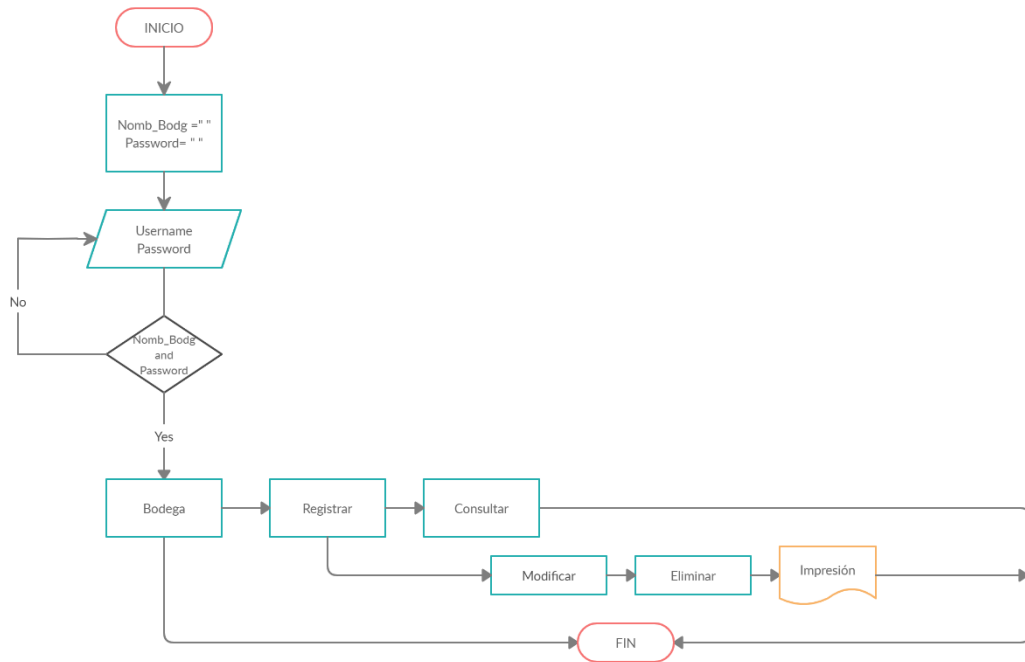 INICIO
Nomb_Bodg =" "
Password= " "
Username
Password
No
Nomb_Bodg
and
Password
Yes
Bodega
Registrar
Consultar
Modificar
Eliminar
Impresión
FIN